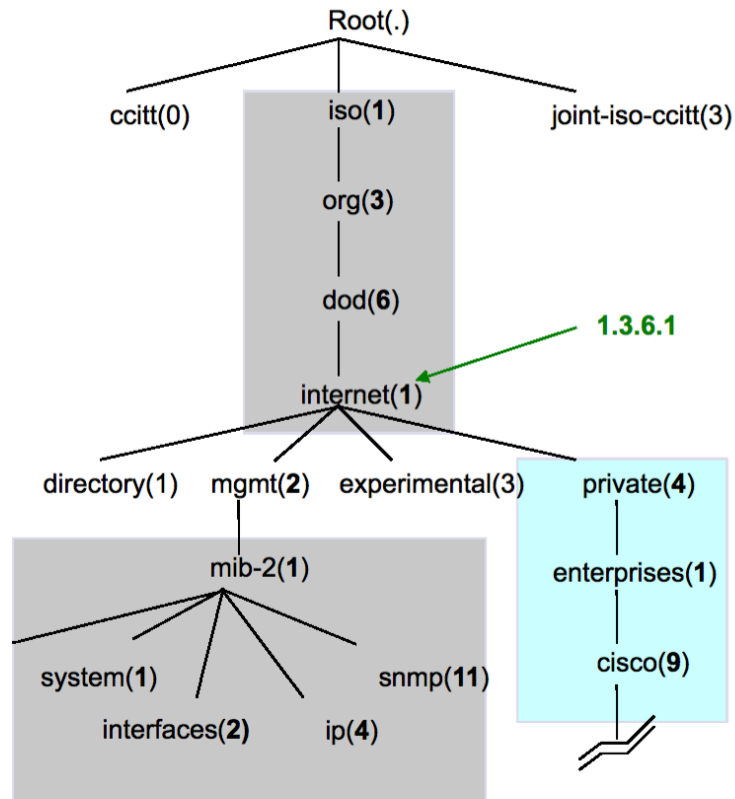 Root(.)
ccitt(0) iso(1) joint-iso-ccitt(3)
org(3)
dod(6)
1.3.6.1
internet(1)
directory(1) mgmt(2) experimental(3) private(4)
mib-2(1) enterprises(1)
system(1) snmp(11) cisco(9)
interfaces(2) ip(4)